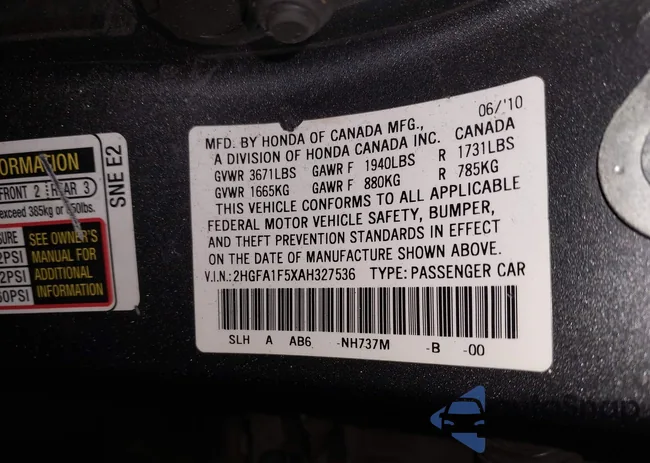 06/'10
MFD. BY HONDA OF CANADA MFG.,
A DIVISION OF HONDA CANADA INC. CANADA
GVWR 3671LBS GAWR F 1940LBS R 1731LBS
GVWR 1665KG GAWR F 880KG R 785KG
THIS VEHICLE CONFORMS TO ALL APPLICABLE
FEDERAL MOTOR VEHICLE SAFETY, BUMPER,
AND THEFT PREVENTION STANDARDS IN EFFECT
ON THE DATE OF MANUFACTURE SHOWN ABOVE.
V.I.N.:2HGFA1F5XAH327536 TYPE: PASSENGER CAR
SLH A AB6 -NH737M -B -00
ORMATION
FRONT 2 REAR 3
exceed 385kg or 850lbs.
SURE SEE OWNER'S
2PSI MANUAL FOR
2PSI ADDITIONAL
60PSI INFORMATION
SNE E2